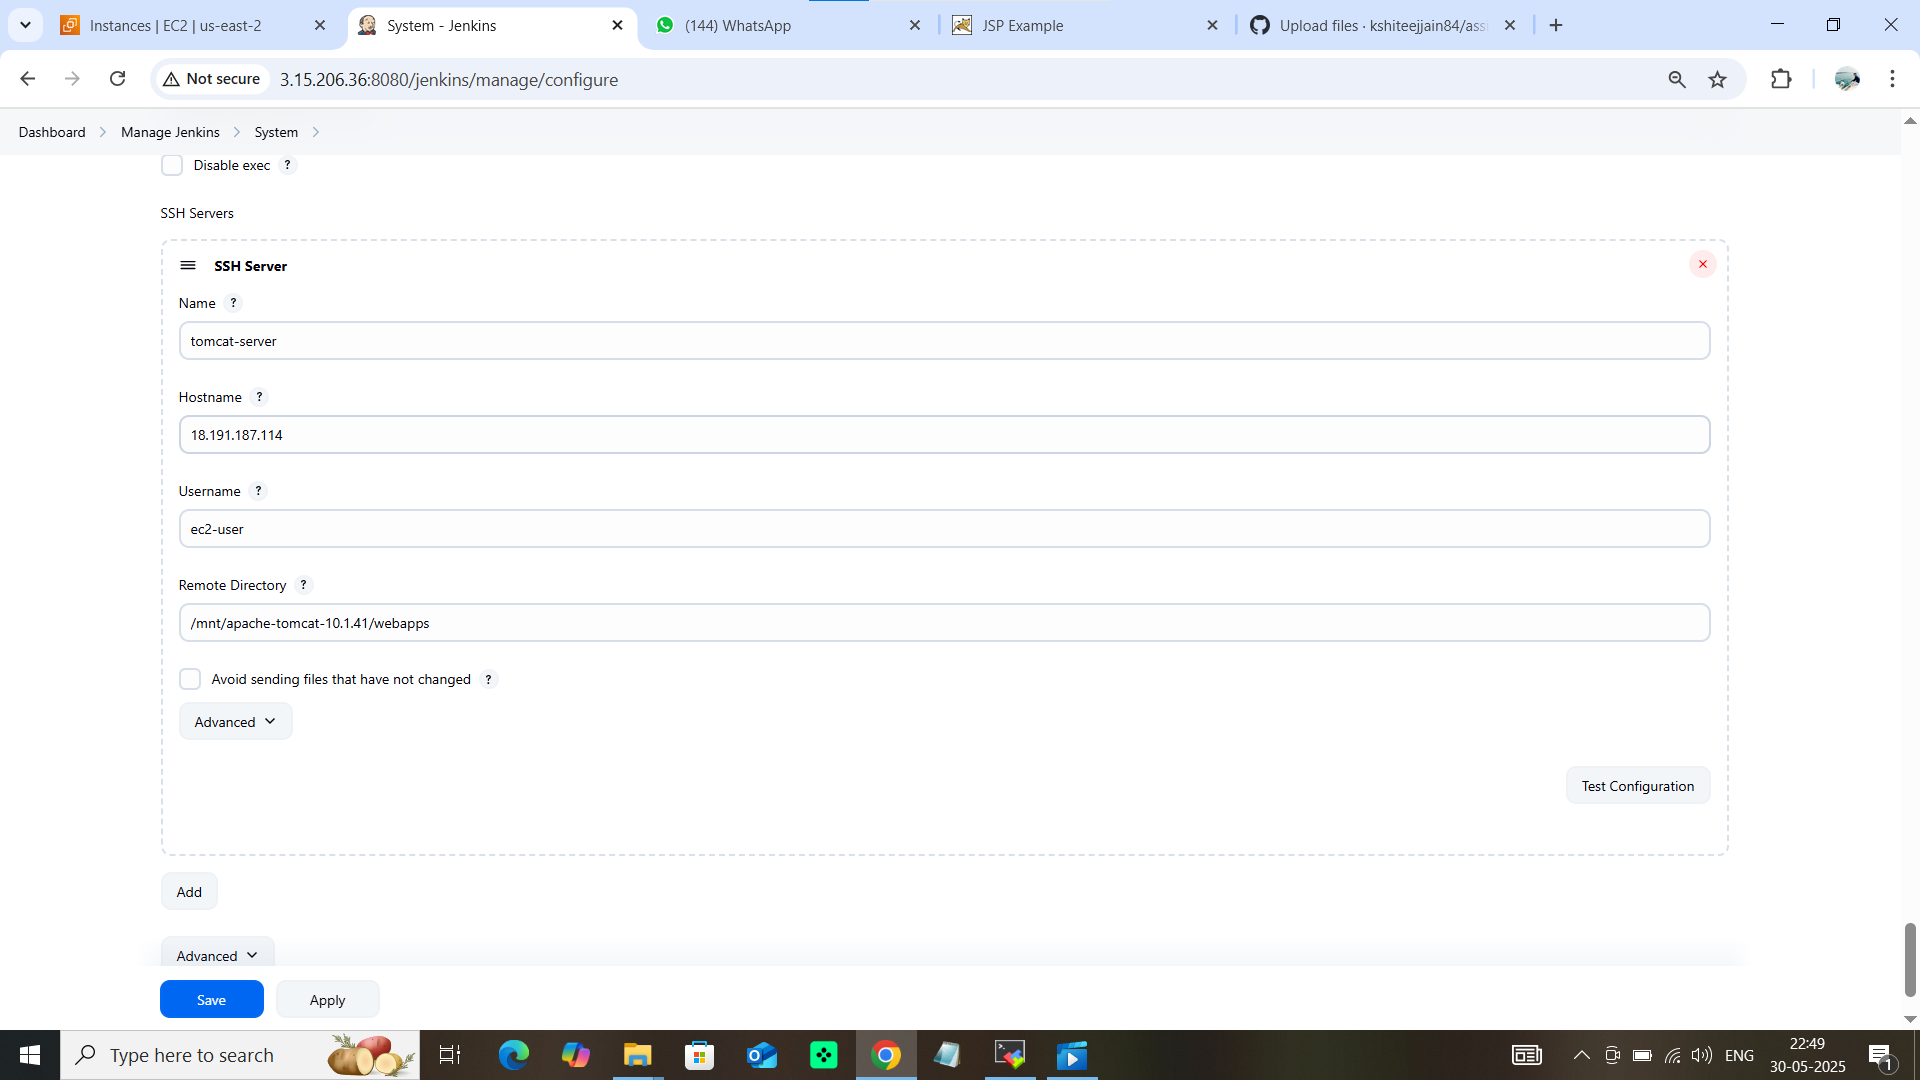 Instances | EC2 | us-east-2
System - Jenkins
(144) WhatsApp
JSP Example
Upload files · kshiteejjain84/ass
Not secure
3.15.206.36:8080/jenkins/manage/configure
Dashboard
Manage Jenkins
System
Disable exec ?
SSH Servers
SSH Server
Name ?
tomcat-server
Hostname ?
18.191.187.114
Username ?
ec2-user
Remote Directory ?
/mnt/apache-tomcat-10.1.41/webapps
Avoid sending files that have not changed ?
Advanced
Test Configuration
Add
Advanced
Save
Apply
Type here to search
ENG
22:49
30-05-2025
1